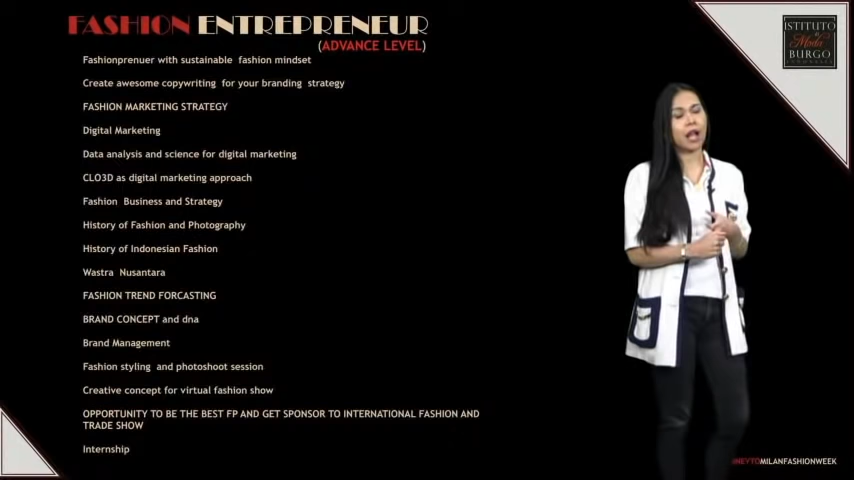 FASHION ENTREPRENEUR
(ADVANCE LEVEL)
Fashionprenuer with sustainable fashion mindset
Create awesome copywriting for your branding strategy
FASHION MARKETING STRATEGY
Digital Marketing
Data analysis and science for digital marketing
CLO3D as digital marketing approach
Fashion Business and Strategy
History of Fashion and Photography
History of Indonesian Fashion
Wastra Nusantara
FASHION TREND FORCASTING
BRAND CONCEPT and dna
Brand Management
Fashion styling and photoshoot session
Creative concept for virtual fashion show
OPPORTUNITY TO BE THE BEST FP AND GET SPONSOR TO INTERNATIONAL FASHION AND
TRADE SHOW
Internship
ISTITUTO
di
Moda
BURGO
INDONESIA
MILANFASHIONWEEK